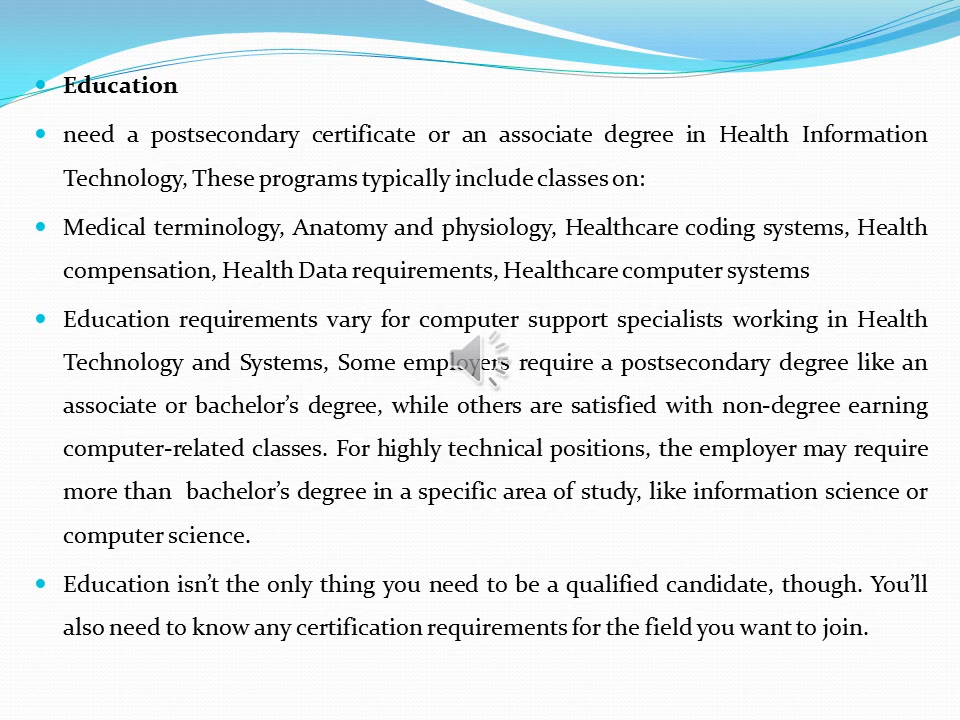 Education
need a postsecondary certificate or an associate degree in Health Information
Technology, These programs typically include classes on:
Medical terminology, Anatomy and physiology, Healthcare coding systems, Health
compensation, Health Data requirements, Healthcare computer systems
Education requirements vary for computer support specialists working in Health
Technology and Systems, Some employers require a postsecondary degree like an
associate or bachelor’s degree, while others are satisfied with non-degree earning
computer-related classes. For highly technical positions, the employer may require
more than  bachelor’s degree in a specific area of study, like information science or
computer science.
Education isn’t the only thing you need to be a qualified candidate, though. You’ll
also need to know any certification requirements for the field you want to join.